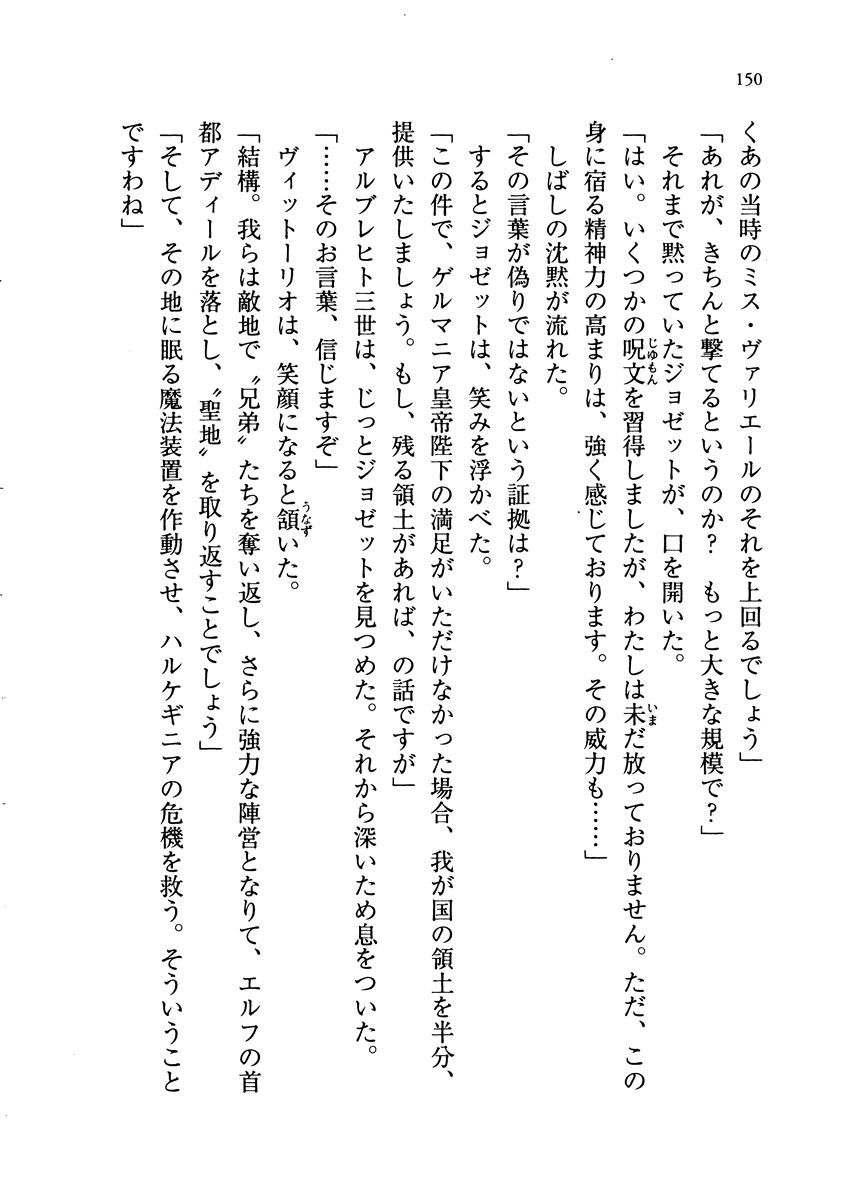 150
くあの当時のミス・ヴァリエールのそれを上回るでしょう」
「あれが、きちんと撃てるというのか？　もっと大きな規模で？」
それまで黙っていたジョゼットが、口を開いた。
「はい。いくつかの呪文を習得しましたが、わたしは未だ放っておりません。ただ、この
身に宿る精神力の高まりは、強く感じております。その威力も……」
しばしの沈黙が流れた。
「その言葉が偽りではないという証拠は？」
するとジョゼットは、笑みを浮かべた。
「この件で、ゲルマニア皇帝陛下の満足がいただけなかった場合、我が国の領土を半分、
提供いたしましょう。もし、残る領土があれば、の話ですが」
アルブレヒト三世は、じっとジョゼットを見つめた。それから深いため息をついた。
「……そのお言葉、信じますぞ」
ヴィットーリオは、笑顔になると頷いた。
「結構。我らは敵地で〝兄弟〟たちを奪い返し、さらに強力な陣営となりて、エルフの首
都アディールを落とし、〝聖地〟を取り返すことでしょう」
「そして、その地に眠る魔法装置を作動させ、ハルケギニアの危機を救う。そういうこと
ですわね」
じゅもん
いま
うなず